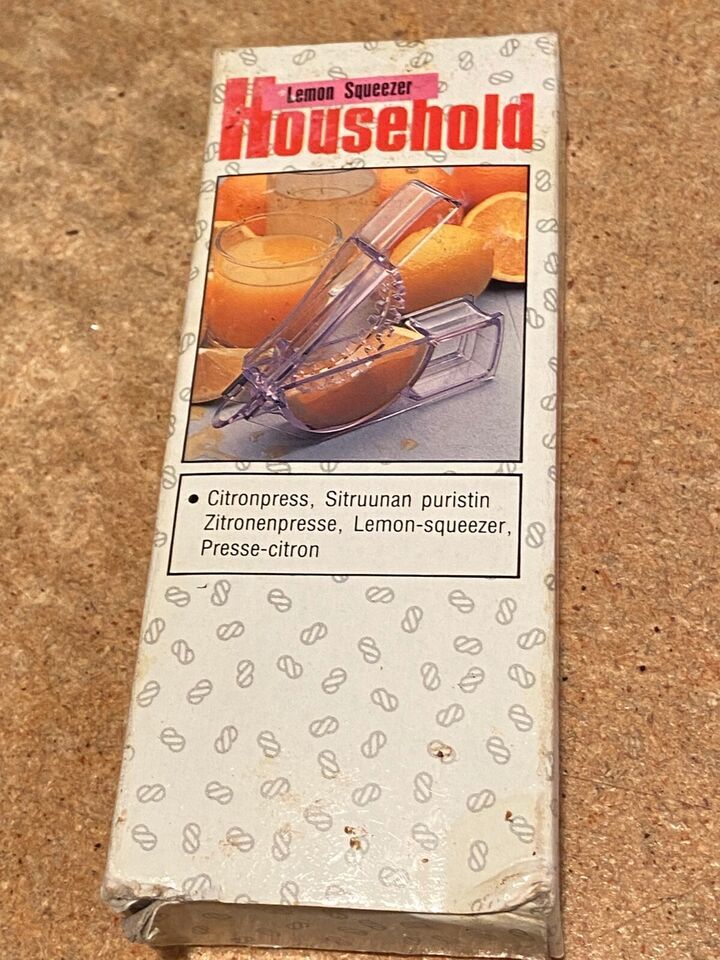 Lemon Squeezer
Household
• Citronpress, Sitruunan puristin
Zitronenpresse, Lemon-squeezer,
Presse-citron